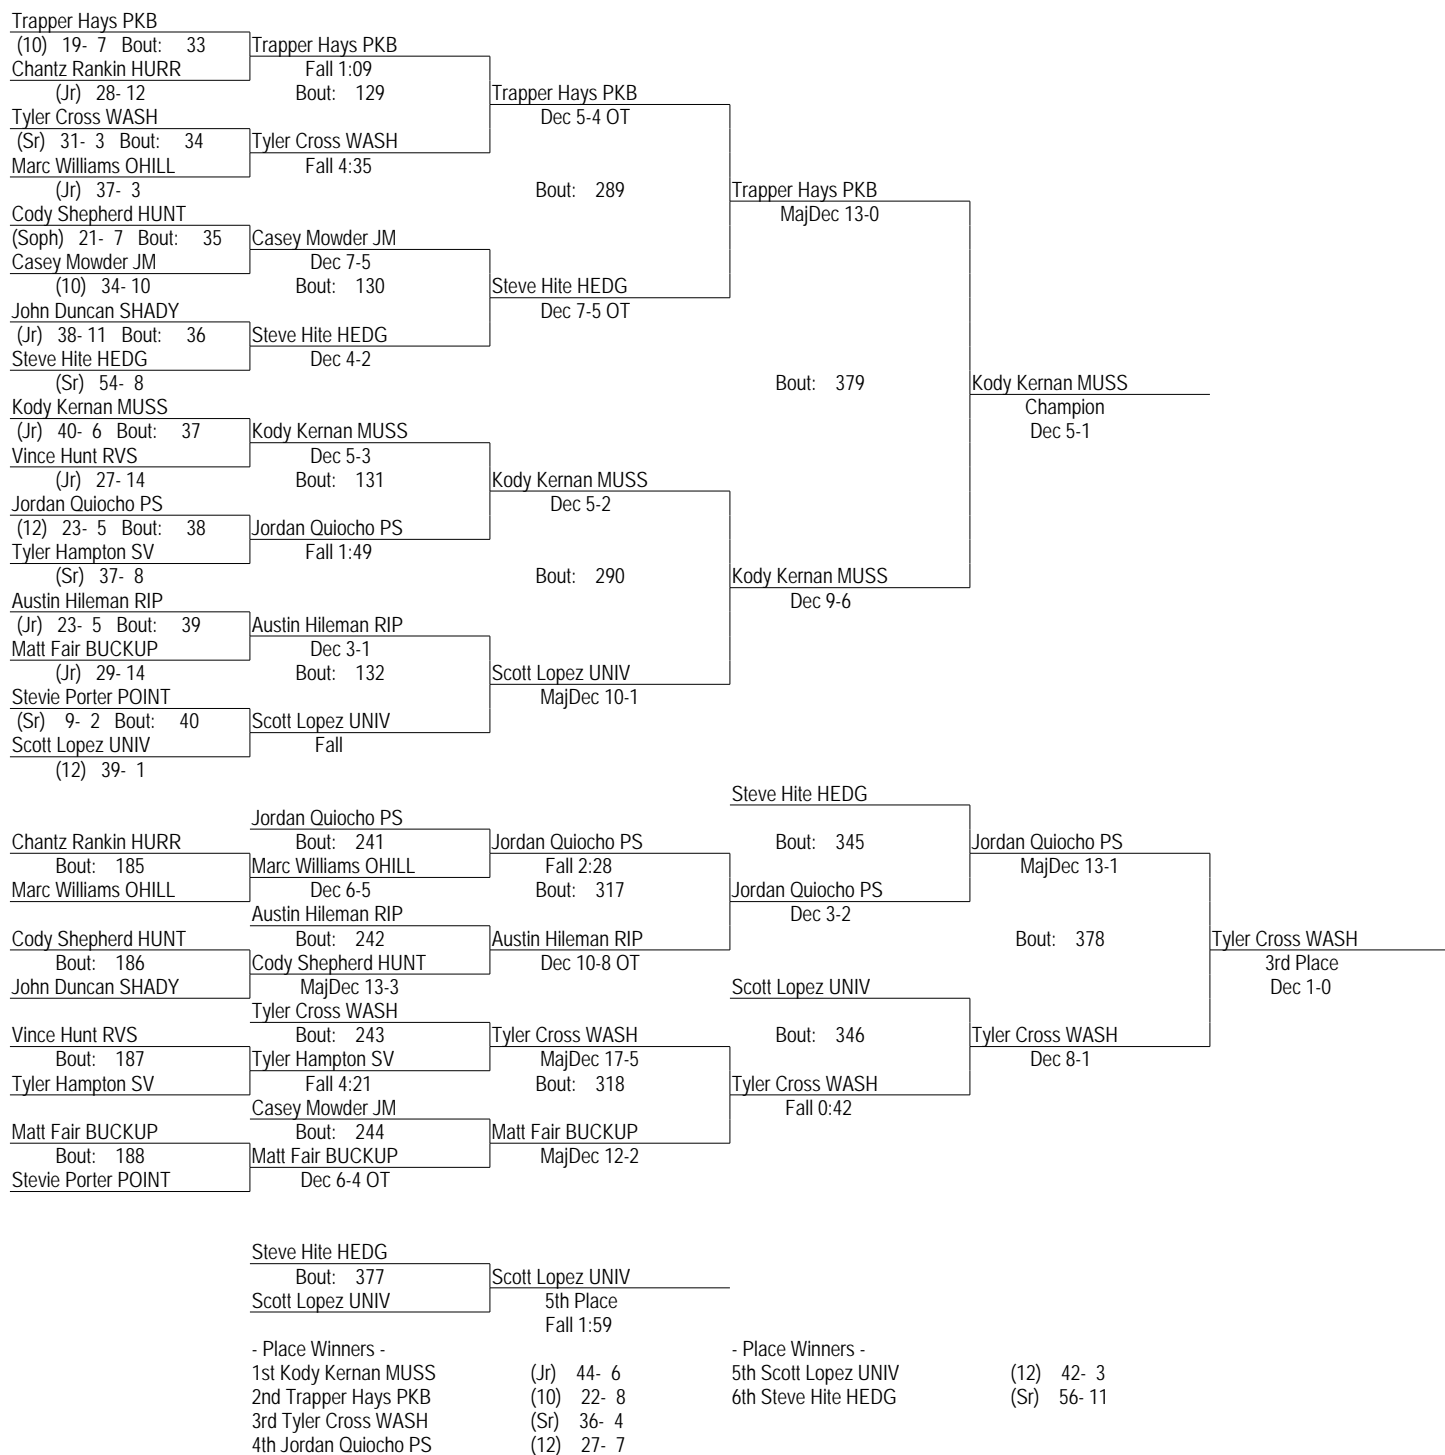 Trapper Hays PKB
(10) 19- 7 Bout: 33 Trapper Hays PKB
Chantz Rankin HURR Fall 1:09
(Jr) 28- 12 Bout: 129 Trapper Hays PKB
Tyler Cross WASH Dec 5-4 OT
(Sr) 31- 3 Bout: 34 Tyler Cross WASH
Marc Williams OHILL Fall 4:35
(Jr) 37- 3 Bout: 289 Trapper Hays PKB
Cody Shepherd HUNT MajDec 13-0
(Soph) 21- 7 Bout: 35 Casey Mowder JM
Casey Mowder JM Dec 7-5
(10) 34- 10 Bout: 130 Steve Hite HEDG
John Duncan SHADY Dec 7-5 OT
(Jr) 38- 11 Bout: 36 Steve Hite HEDG
Steve Hite HEDG Dec 4-2
(Sr) 54- 8 Bout: 379 Kody Kernan MUSS
Kody Kernan MUSS Champion
(Jr) 40- 6 Bout: 37 Kody Kernan MUSS Dec 5-1
Vince Hunt RVS Dec 5-3
(Jr) 27- 14 Bout: 131 Kody Kernan MUSS
Jordan Quiocho PS Dec 5-2
(12) 23- 5 Bout: 38 Jordan Quiocho PS
Tyler Hampton SV Fall 1:49
(Sr) 37- 8 Bout: 290 Kody Kernan MUSS
Austin Hileman RIP Dec 9-6
(Jr) 23- 5 Bout: 39 Austin Hileman RIP
Matt Fair BUCKUP Dec 3-1
(Jr) 29- 14 Bout: 132 Scott Lopez UNIV
Stevie Porter POINT MajDec 10-1
(Sr) 9- 2 Bout: 40 Scott Lopez UNIV
Scott Lopez UNIV Fall
(12) 39- 1
Steve Hite HEDG
Jordan Quiocho PS
Chantz Rankin HURR Bout: 241 Jordan Quiocho PS Bout: 345 Jordan Quiocho PS
Bout: 185 Marc Williams OHILL Fall 2:28 MajDec 13-1
Marc Williams OHILL Dec 6-5 Bout: 317 Jordan Quiocho PS
Austin Hileman RIP Dec 3-2
Cody Shepherd HUNT Bout: 242 Austin Hileman RIP Bout: 378 Tyler Cross WASH
Bout: 186 Cody Shepherd HUNT Dec 10-8 OT 3rd Place
John Duncan SHADY MajDec 13-3 Scott Lopez UNIV Dec 1-0
Tyler Cross WASH
Vince Hunt RVS Bout: 243 Tyler Cross WASH Bout: 346 Tyler Cross WASH
Bout: 187 Tyler Hampton SV MajDec 17-5 Dec 8-1
Tyler Hampton SV Fall 4:21 Bout: 318 Tyler Cross WASH
Casey Mowder JM Fall 0:42
Matt Fair BUCKUP Bout: 244 Matt Fair BUCKUP
Bout: 188 Matt Fair BUCKUP MajDec 12-2
Stevie Porter POINT Dec 6-4 OT
Steve Hite HEDG
Bout: 377 Scott Lopez UNIV
Scott Lopez UNIV 5th Place
Fall 1:59
- Place Winners - - Place Winners -
1st Kody Kernan MUSS (Jr) 44- 6 5th Scott Lopez UNIV (12) 42- 3
2nd Trapper Hays PKB (10) 22- 8 6th Steve Hite HEDG (Sr) 56- 11
3rd Tyler Cross WASH (Sr) 36- 4
4th Jordan Quiocho PS (12) 27- 7